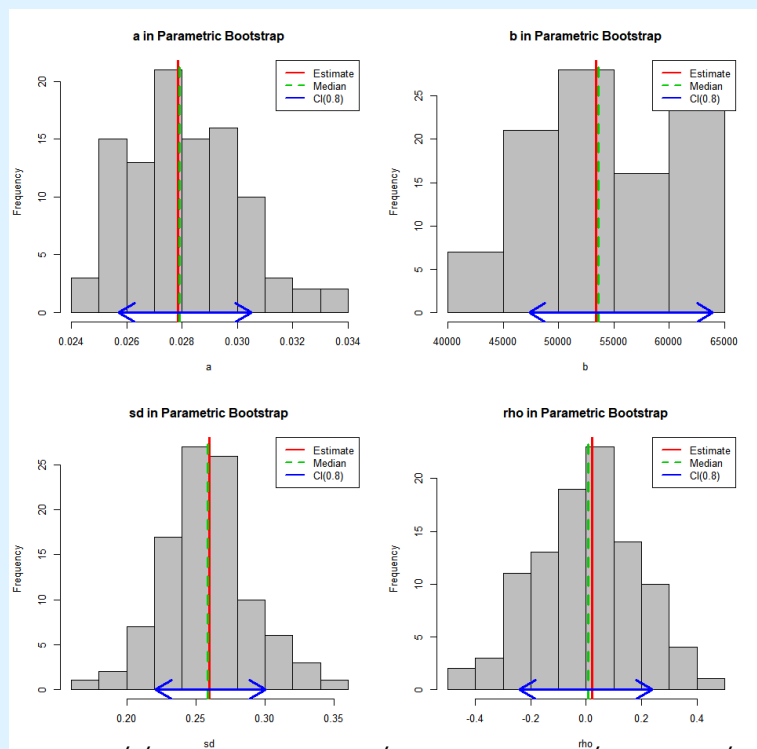 a in Parametric Bootstrap
Estimate
Median
CI(0.8)
Frequency
20
15
10
5
0
0.024 0.026 0.028 0.030 0.032 0.034
a
b in Parametric Bootstrap
Estimate
Median
CI(0.8)
Frequency
25
20
15
10
5
0
40000 45000 50000 55000 60000 65000
b
sd in Parametric Bootstrap
Estimate
Median
CI(0.8)
Frequency
25
20
15
10
5
0
0.20 0.25 0.30 0.35
sd
rho in Parametric Bootstrap
Estimate
Median
CI(0.8)
Frequency
20
15
10
5
0
-0.4 -0.2 0.0 0.2 0.4
rho